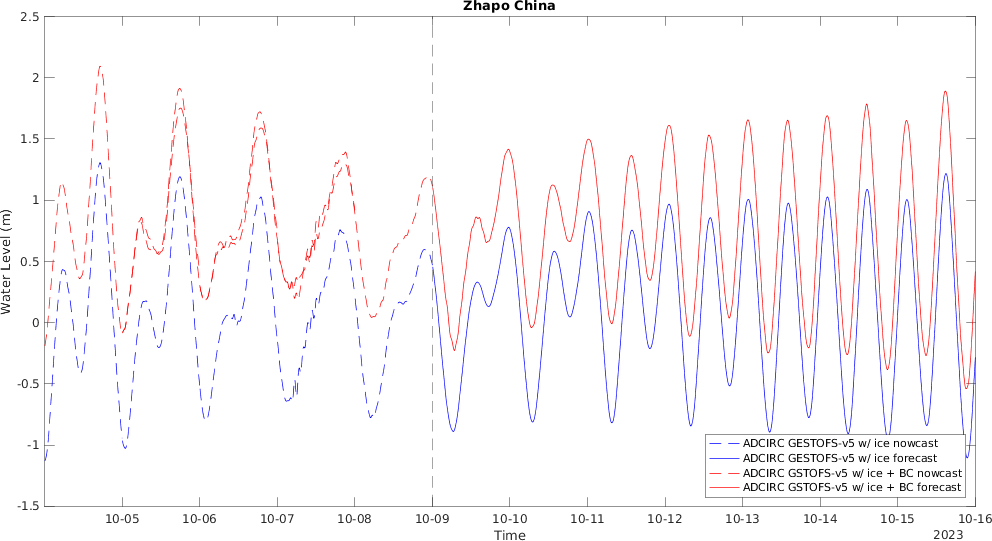 Zhapo China
2.5
2
1.5
1
0.5
0
-0.5
-1
-1.5
Water Level (m)
10-05 10-06 10-07 10-08 10-09 10-10 10-11 10-12 10-13 10-14 10-15 10-16
Time
2023
ADCIRC GESTOFS-v5 w/ ice nowcast
ADCIRC GESTOFS-v5 w/ ice forecast
ADCIRC GSTOFS-v5 w/ ice + BC nowcast
ADCIRC GSTOFS-v5 w/ ice + BC forecast